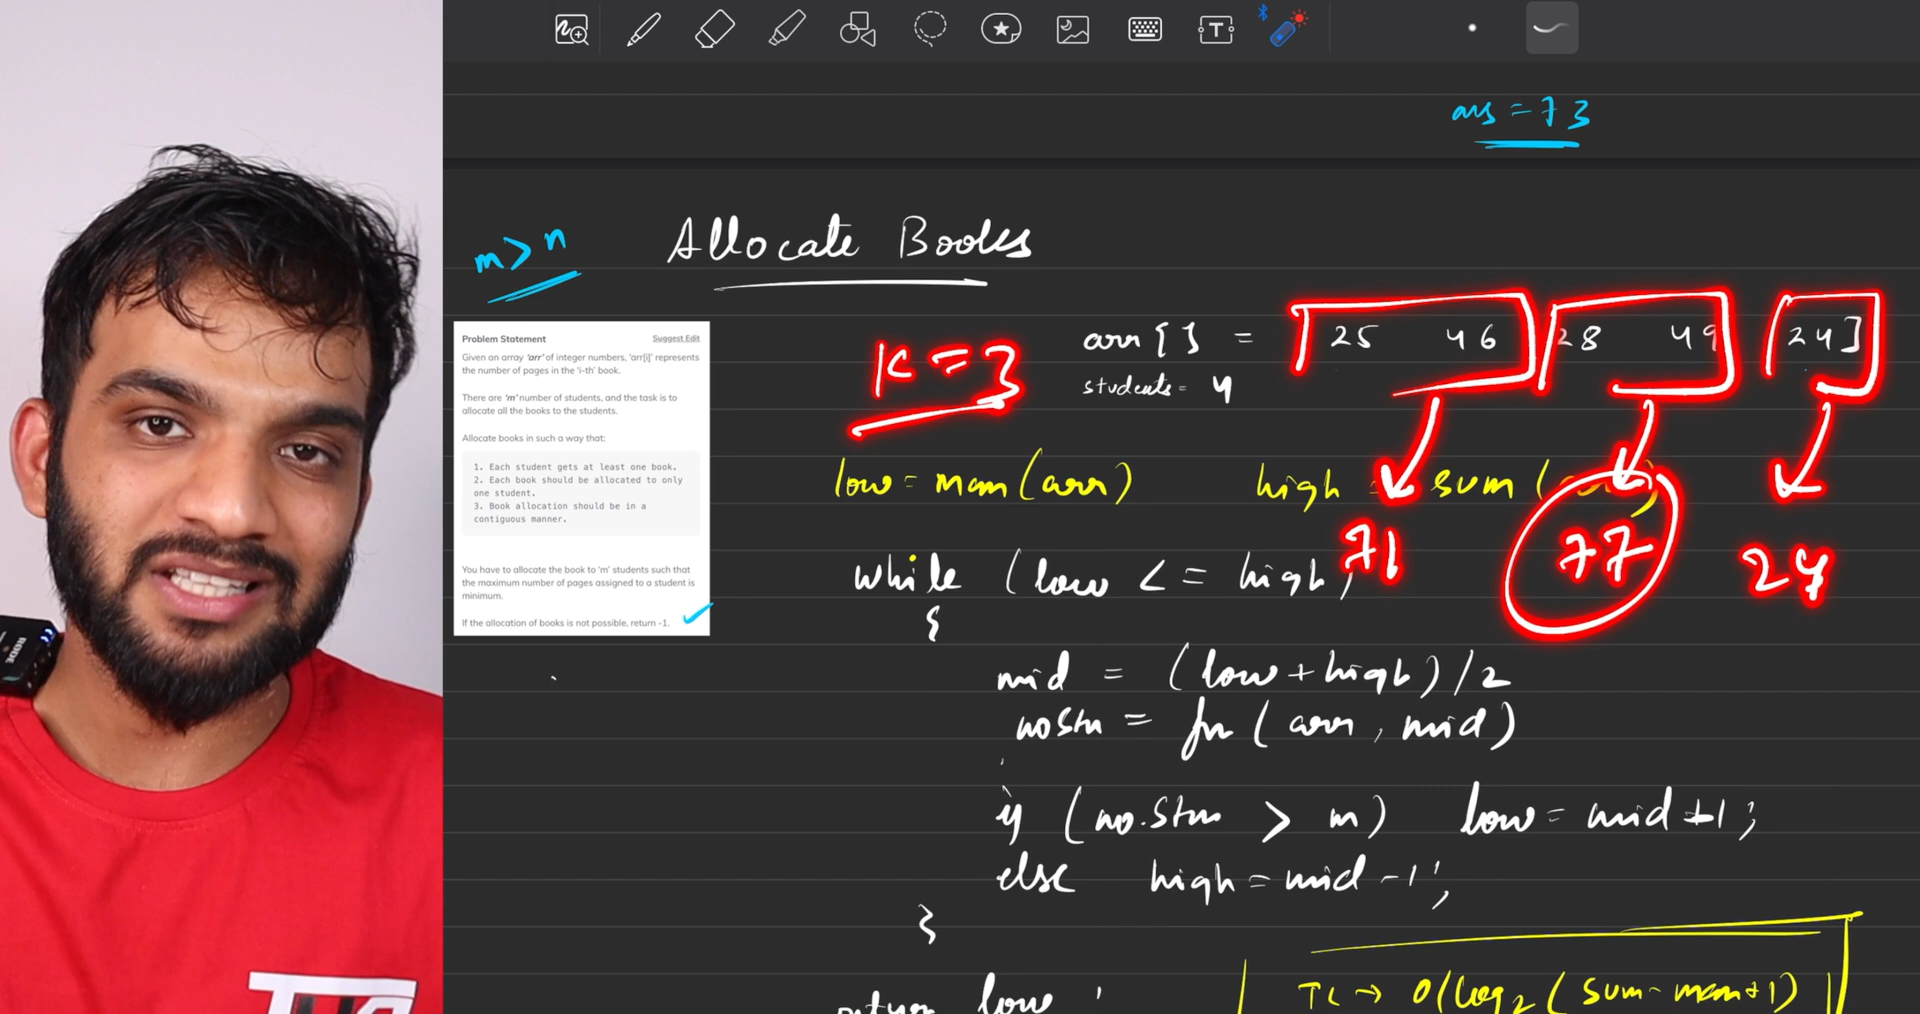 ans = 73
m > n
Allocate Books
Problem Statement
Suggest Edit
Given an array 'arr' of integer numbers, 'arr[i]' represents
the number of pages in the 'i-th' book.
There are 'm' number of students, and the task is to
allocate all the books to the students.
Allocate books in such a way that:
1. Each student gets at least one book.
2. Each book should be allocated to only
one student.
3. Book allocation should be in a
contiguous manner.
You have to allocate the book to 'm' students such that
the maximum number of pages assigned to a student is
minimum.
If the allocation of books is not possible, return -1.
K = 3
arr [ ] = [ 25 46 28 49 24 ]
students = 4
low = max(arr) high = sum (
71 77 24
while (low <= high)
{
mid = (low + high) / 2
noStu = fn (arr, mid)
if (no.Stu > m) low = mid + 1;
else high = mid - 1;
}
return low;
TC → O(log2 (sum - max + 1)
RODE